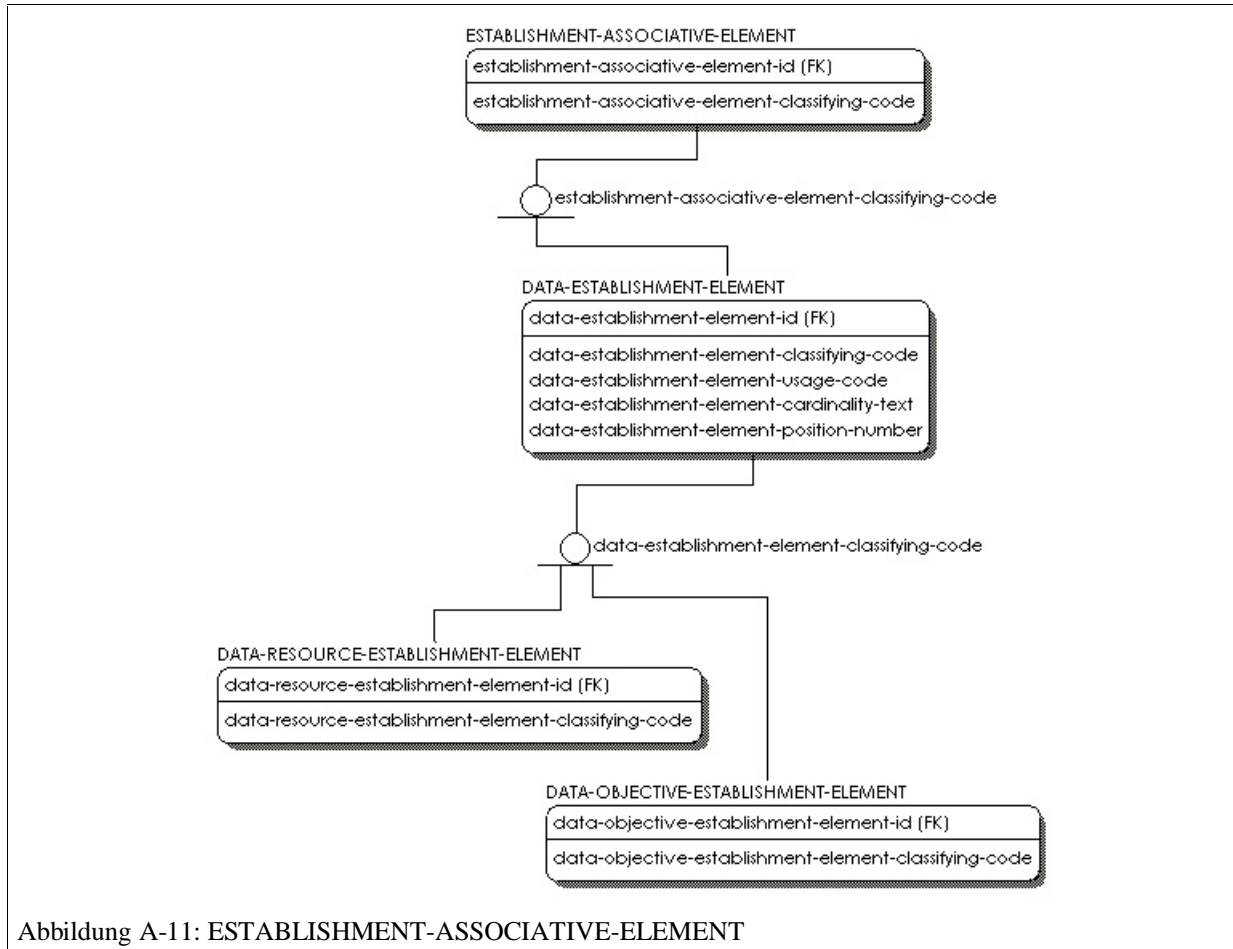 ESTABLISHMENT-ASSOCIATIVE-ELEMENT
establishment-associative-element-id (FK)
establishment-associative-element-classifying-code
establishment-associative-element-classifying-code
DATA-ESTABLISHMENT-ELEMENT
data-establishment-element-id (FK)
data-establishment-element-classifying-code
data-establishment-element-usage-code
data-establishment-element-cardinality-text
data-establishment-element-position-number
data-establishment-element-classifying-code
DATA-RESOURCE-ESTABLISHMENT-ELEMENT
data-resource-establishment-element-id (FK)
data-resource-establishment-element-classifying-code
DATA-OBJECTIVE-ESTABLISHMENT-ELEMENT
data-objective-establishment-element-id (FK)
data-objective-establishment-element-classifying-code
Abbildung A-11: ESTABLISHMENT-ASSOCIATIVE-ELEMENT